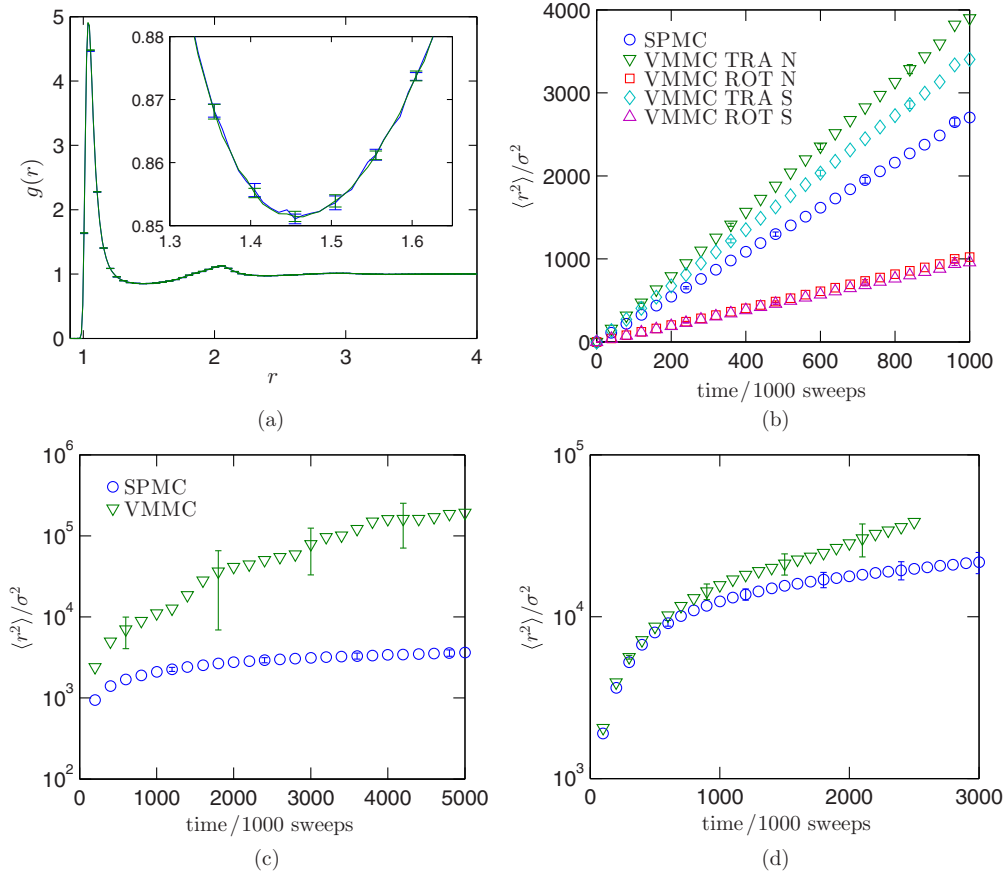 5
4
3
2
1
0
g(r)
1
2
3
4
r
0.88
0.87
0.86
0.85
1.3
1.4
1.5
1.6
(a)
4000
3000
2000
1000
0
⟨r²⟩/σ²
SPMC
VMMC TRA N
VMMC ROT N
VMMC TRA S
VMMC ROT S
0
200
400
600
800
1000
time/1000 sweeps
(b)
10⁶
10⁵
10⁴
10³
10²
⟨r²⟩/σ²
SPMC
VMMC
0
1000
2000
3000
4000
5000
time/1000 sweeps
(c)
10⁵
10⁴
10³
⟨r²⟩/σ²
0
1000
2000
3000
time/1000 sweeps
(d)